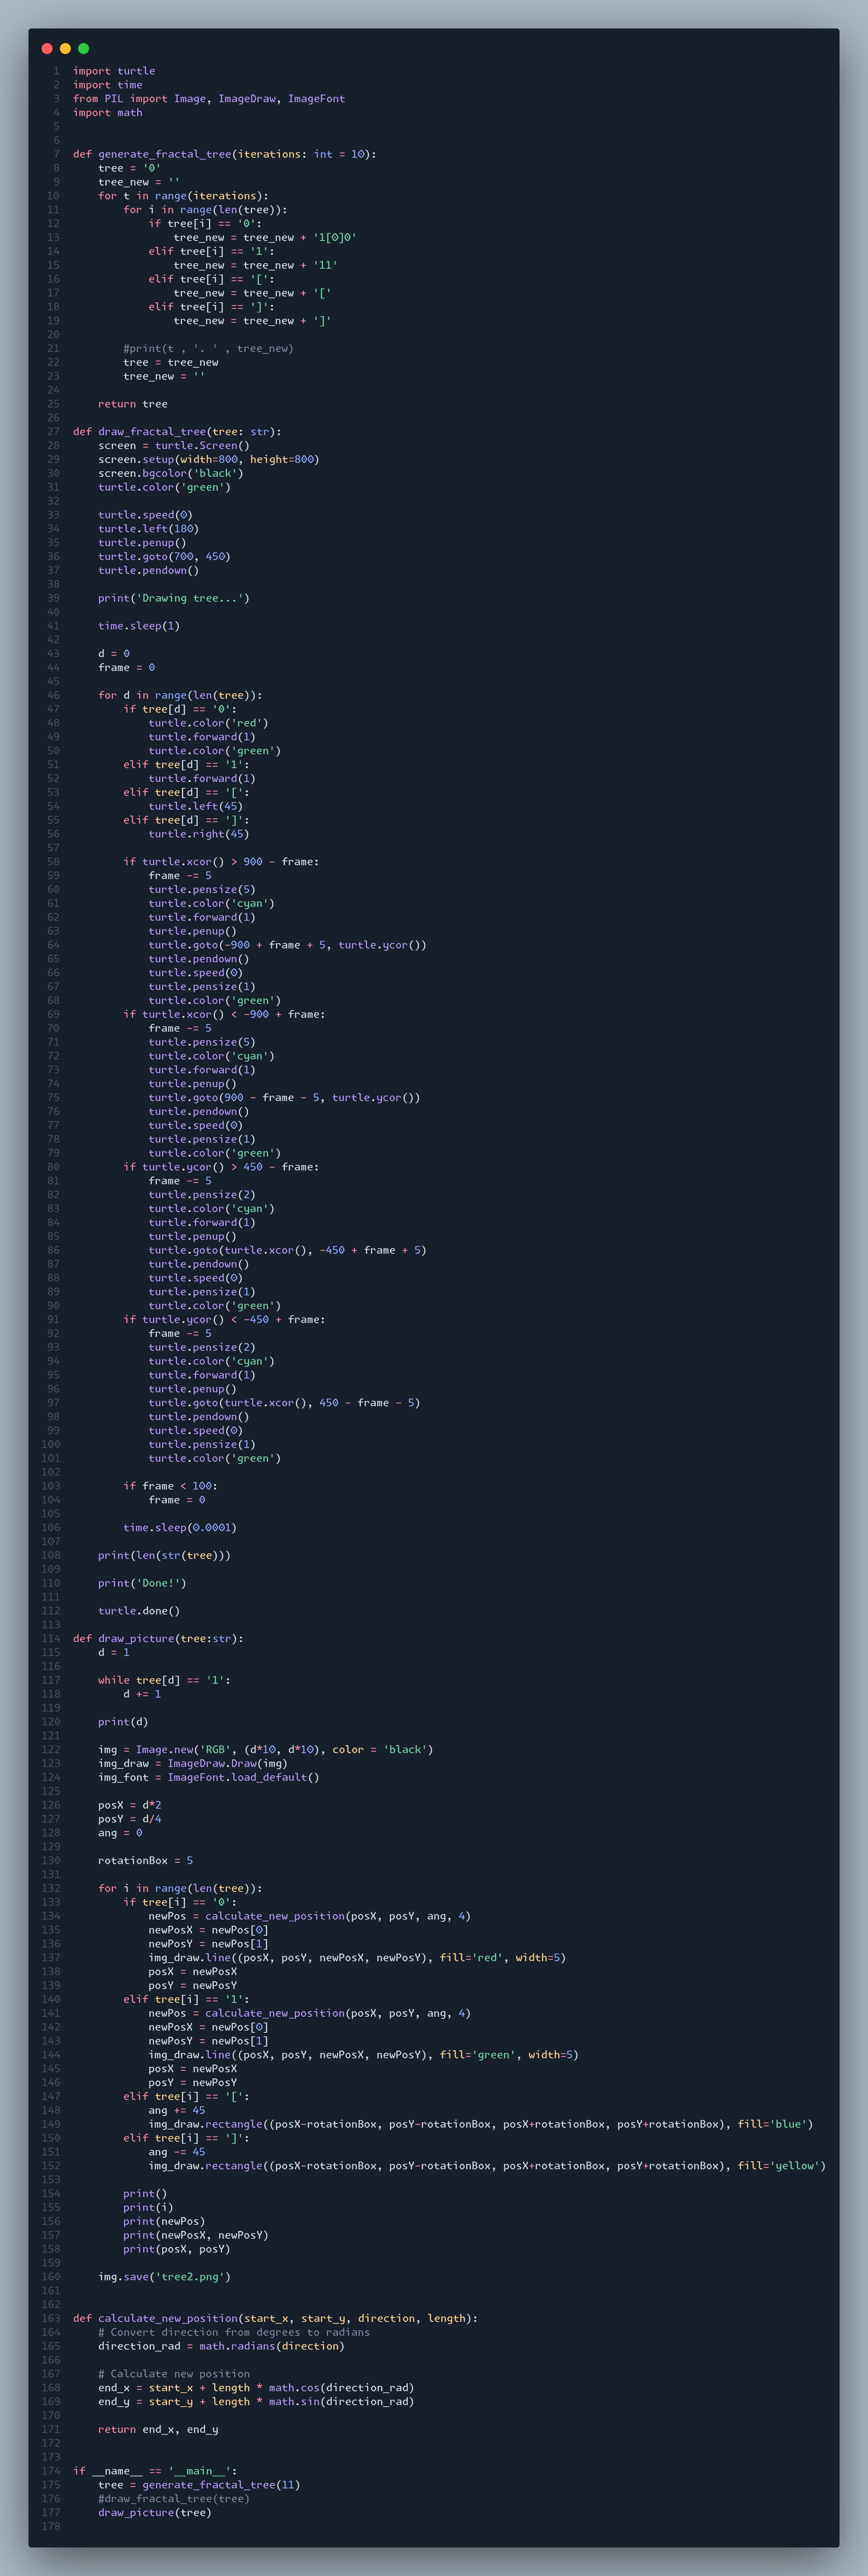 1 import turtle
2 import time
3 from PIL import Image, ImageDraw, ImageFont
4 import math
5
6
7 def generate_fractal_tree(iterations: int = 10):
8     tree = '0'
9     tree_new = ''
10     for t in range(iterations):
11         for i in range(len(tree)):
12             if tree[i] == '0':
13                 tree_new = tree_new + '1[0]0'
14             elif tree[i] == '1':
15                 tree_new = tree_new + '11'
16             elif tree[i] == '[':
17                 tree_new = tree_new + '['
18             elif tree[i] == ']':
19                 tree_new = tree_new + ']'
20
21         #print(t , '. ' , tree_new)
22         tree = tree_new
23         tree_new = ''
24
25     return tree
26
27 def draw_fractal_tree(tree: str):
28     screen = turtle.Screen()
29     screen.setup(width=800, height=800)
30     screen.bgcolor('black')
31     turtle.color('green')
32
33     turtle.speed(0)
34     turtle.left(180)
35     turtle.penup()
36     turtle.goto(700, 450)
37     turtle.pendown()
38
39     print('Drawing tree...')
40
41     time.sleep(1)
42
43     d = 0
44     frame = 0
45
46     for d in range(len(tree)):
47         if tree[d] == '0':
48             turtle.color('red')
49             turtle.forward(1)
50             turtle.color('green')
51         elif tree[d] == '1':
52             turtle.forward(1)
53         elif tree[d] == '[':
54             turtle.left(45)
55         elif tree[d] == ']':
56             turtle.right(45)
57
58         if turtle.xcor() > 900 - frame:
59             frame -= 5
60             turtle.pensize(5)
61             turtle.color('cyan')
62             turtle.forward(1)
63             turtle.penup()
64             turtle.goto(-900 + frame + 5, turtle.ycor())
65             turtle.pendown()
66             turtle.speed(0)
67             turtle.pensize(1)
68             turtle.color('green')
69         if turtle.xcor() < -900 + frame:
70             frame -= 5
71             turtle.pensize(5)
72             turtle.color('cyan')
73             turtle.forward(1)
74             turtle.penup()
75             turtle.goto(900 - frame - 5, turtle.ycor())
76             turtle.pendown()
77             turtle.speed(0)
78             turtle.pensize(1)
79             turtle.color('green')
80         if turtle.ycor() > 450 - frame:
81             frame -= 5
82             turtle.pensize(2)
83             turtle.color('cyan')
84             turtle.forward(1)
85             turtle.penup()
86             turtle.goto(turtle.xcor(), -450 + frame + 5)
87             turtle.pendown()
88             turtle.speed(0)
89             turtle.pensize(1)
90             turtle.color('green')
91         if turtle.ycor() < -450 + frame:
92             frame -= 5
93             turtle.pensize(2)
94             turtle.color('cyan')
95             turtle.forward(1)
96             turtle.penup()
97             turtle.goto(turtle.xcor(), 450 - frame - 5)
98             turtle.pendown()
99             turtle.speed(0)
100             turtle.pensize(1)
101             turtle.color('green')
102
103         if frame < 100:
104             frame = 0
105
106         time.sleep(0.0001)
107
108     print(len(str(tree)))
109
110     print('Done!')
111
112     turtle.done()
113
114 def draw_picture(tree:str):
115     d = 1
116
117     while tree[d] == '1':
118         d += 1
119
120     print(d)
121
122     img = Image.new('RGB', (d*10, d*10), color = 'black')
123     img_draw = ImageDraw.Draw(img)
124     img_font = ImageFont.load_default()
125
126     posX = d*2
127     posY = d/4
128     ang = 0
129
130     rotationBox = 5
131
132     for i in range(len(tree)):
133         if tree[i] == '0':
134             newPos = calculate_new_position(posX, posY, ang, 4)
135             newPosX = newPos[0]
136             newPosY = newPos[1]
137             img_draw.line((posX, posY, newPosX, newPosY), fill='red', width=5)
138             posX = newPosX
139             posY = newPosY
140         elif tree[i] == '1':
141             newPos = calculate_new_position(posX, posY, ang, 4)
142             newPosX = newPos[0]
143             newPosY = newPos[1]
144             img_draw.line((posX, posY, newPosX, newPosY), fill='green', width=5)
145             posX = newPosX
146             posY = newPosY
147         elif tree[i] == '[':
148             ang += 45
149             img_draw.rectangle((posX-rotationBox, posY-rotationBox, posX+rotationBox, posY+rotationBox), fill='blue')
150         elif tree[i] == ']':
151             ang -= 45
152             img_draw.rectangle((posX-rotationBox, posY-rotationBox, posX+rotationBox, posY+rotationBox), fill='yellow')
153
154         print()
155         print(i)
156         print(newPos)
157         print(newPosX, newPosY)
158         print(posX, posY)
159
160     img.save('tree2.png')
161
162
163 def calculate_new_position(start_x, start_y, direction, length):
164     # Convert direction from degrees to radians
165     direction_rad = math.radians(direction)
166
167     # Calculate new position
168     end_x = start_x + length * math.cos(direction_rad)
169     end_y = start_y + length * math.sin(direction_rad)
170
171     return end_x, end_y
172
173
174 if __name__ == '__main__':
175     tree = generate_fractal_tree(11)
176     #draw_fractal_tree(tree)
177     draw_picture(tree)
178